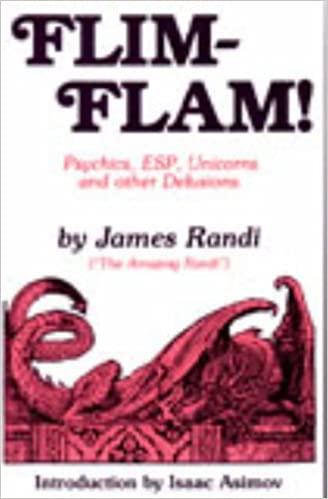 FLIM-
FLAM!
Psychics, ESP, Unicorns
and other Delusions
by James Randi
("The Amazing Randi")
Introduction by Isaac Asimov